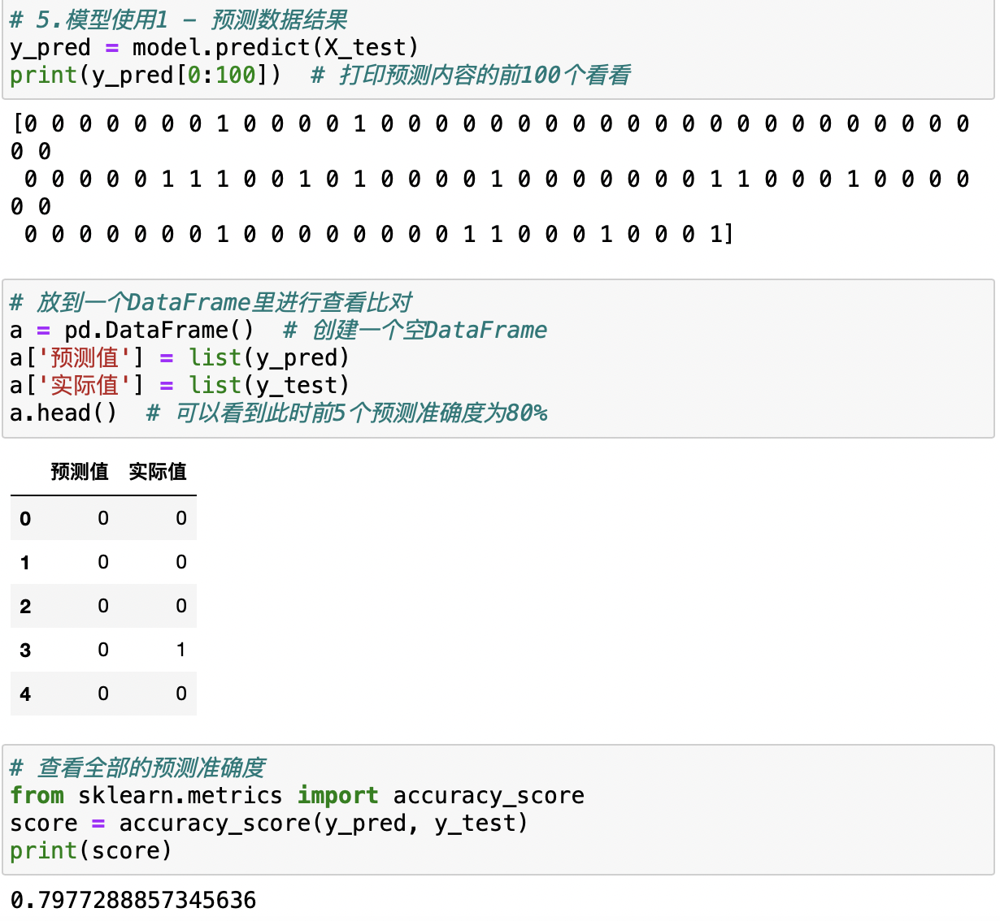 # 5.模型使用1 - 预测数据结果
y_pred = model.predict(X_test)
print(y_pred[0:100])  # 打印预测内容的前100个看看
[0 0 0 0 0 0 0 1 0 0 0 0 1 0 0 0 0 0 0 0 0 0 0 0 0 0 0 0 0 0 0 0 0 0 0
0 0
 0 0 0 0 0 1 1 1 0 0 1 0 1 0 0 0 0 1 0 0 0 0 0 0 0 1 1 0 0 0 1 0 0 0 0
0 0
 0 0 0 0 0 0 0 1 0 0 0 0 0 0 0 0 1 1 0 0 0 1 0 0 0 1]
# 放到一个DataFrame里进行查看比对
a = pd.DataFrame()  # 创建一个空DataFrame
a['预测值'] = list(y_pred)
a['实际值'] = list(y_test)
a.head()  # 可以看到此时前5个预测准确度为80%
预测值 实际值
0 0 0
1 0 0
2 0 0
3 0 1
4 0 0
# 查看全部的预测准确度
from sklearn.metrics import accuracy_score
score = accuracy_score(y_pred, y_test)
print(score)
0.7977288857345636